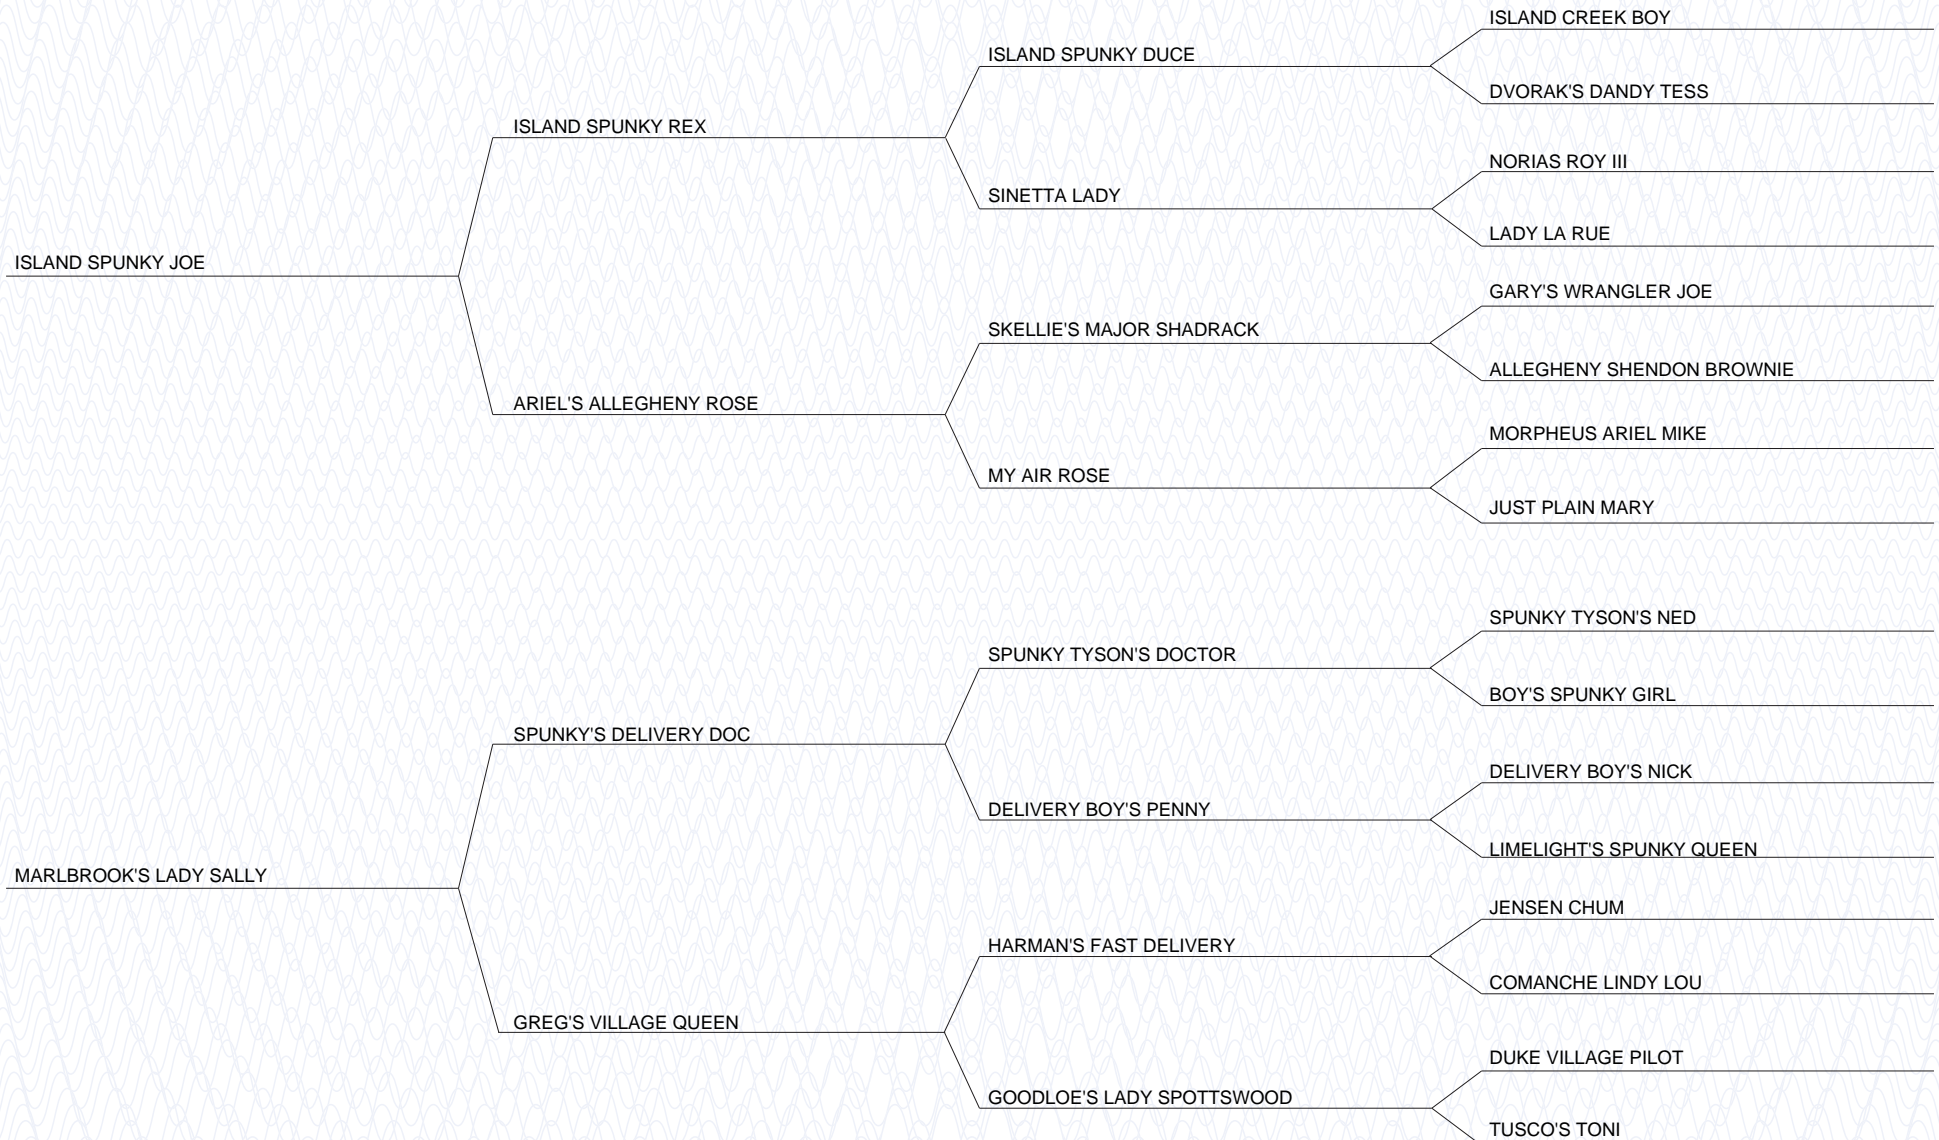 ISLAND CREEK BOY
ISLAND SPUNKY DUCE
DVORAK'S DANDY TESS
ISLAND SPUNKY REX
NORIAS ROY III
SINETTA LADY
LADY LA RUE
ISLAND SPUNKY JOE
GARY'S WRANGLER JOE
SKELLIE'S MAJOR SHADRACK
ALLEGHENY SHENDON BROWNIE
ARIEL'S ALLEGHENY ROSE
MORPHEUS ARIEL MIKE
MY AIR ROSE
JUST PLAIN MARY
SPUNKY TYSON'S NED
SPUNKY TYSON'S DOCTOR
BOY'S SPUNKY GIRL
SPUNKY'S DELIVERY DOC
DELIVERY BOY'S NICK
DELIVERY BOY'S PENNY
LIMELIGHT'S SPUNKY QUEEN
MARLBROOK'S LADY SALLY
JENSEN CHUM
HARMAN'S FAST DELIVERY
COMANCHE LINDY LOU
GREG'S VILLAGE QUEEN
DUKE VILLAGE PILOT
GOODLOE'S LADY SPOTTSWOOD
TUSCO'S TONI